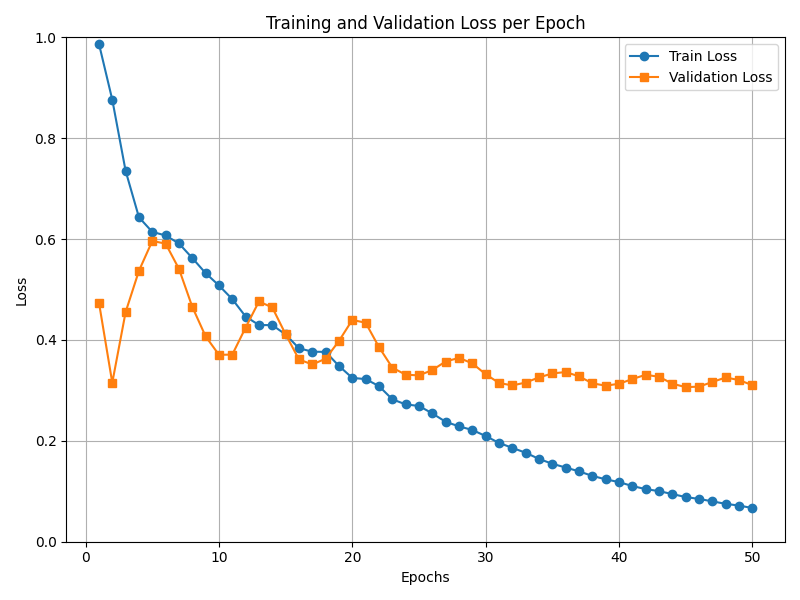 Training and Validation Loss per Epoch
Train Loss
Validation Loss
1.0
0.8
0.6
0.4
0.2
0.0
Loss
0 10 20 30 40 50
Epochs